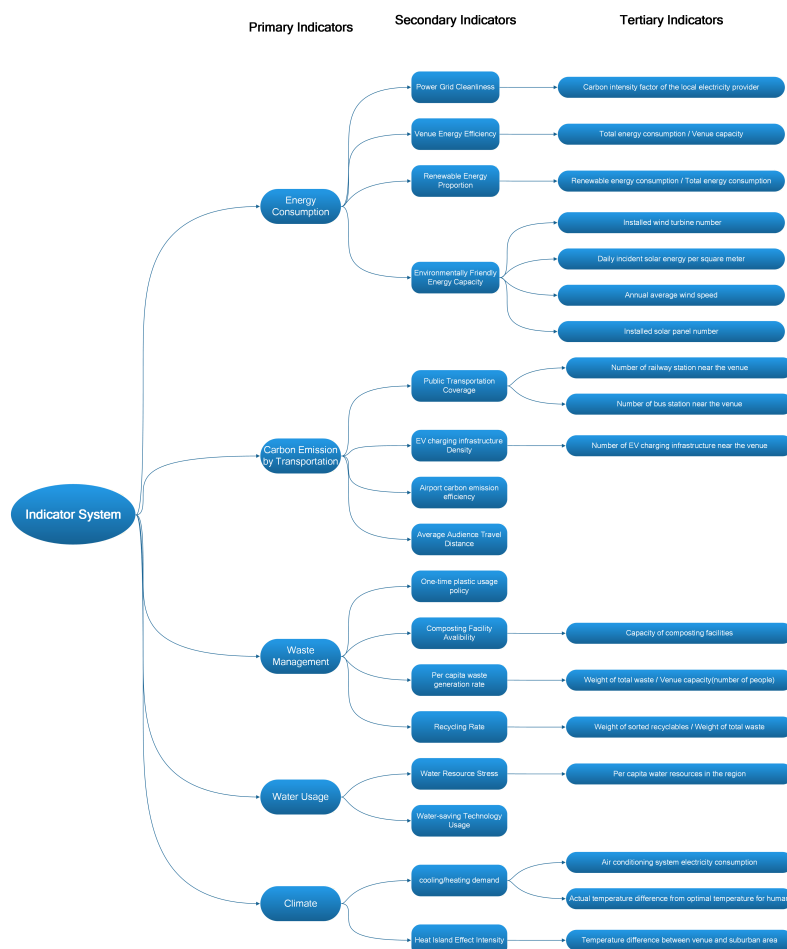 Primary Indicators
Secondary Indicators
Tertiary Indicators
Indicator System
Energy
Consumption
Power Grid Cleanliness
Carbon intensity factor of the local electricity provider
Venue Energy Efficiency
Total energy consumption / Venue capacity
Renewable Energy
Proportion
Renewable energy consumption / Total energy consumption
Environmentally Friendly
Energy Capacity
Installed wind turbine number
Daily incident solar energy per square meter
Annual average wind speed
Installed solar panel number
Carbon Emission
by Transportation
Public Transportation
Coverage
Number of railway station near the venue
Number of bus station near the venue
EV charging infrastructure
Density
Number of EV charging infrastructure near the venue
Airport carbon emission
efficiency
Average Audience Travel
Distance
Waste
Management
One-time plastic usage
policy
Composting Facility
Avalibility
Capacity of composting facilities
Per capita waste
generation rate
Weight of total waste / Venue capacity(number of people)
Recycling Rate
Weight of sorted recyclables / Weight of total waste
Water Usage
Water Resource Stress
Per capita water resources in the region
Water-saving Technology
Usage
Climate
cooling/heating demand
Air conditioning system electricity consumption
Actual temperature difference from optimal temperature for human
Heat Island Effect Intensity
Temperature difference between venue and suburban area